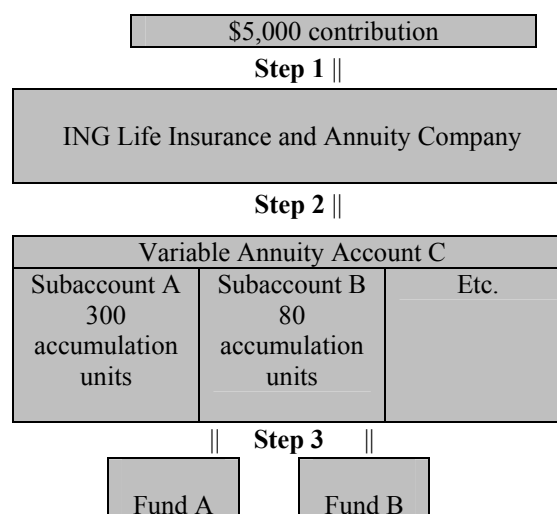 $5,000 contribution
Step 1 ||
ING Life Insurance and Annuity Company
Step 2 ||
Variable Annuity Account C
Subaccount A
300
accumulation
units
Subaccount B
80
accumulation
units
Etc.
|| Step 3 ||
Fund A
Fund B